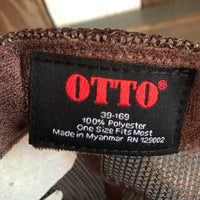 OTTO®
39-169
100% Polyester
One Size Fits Most
Made in Myanmar RN 129002